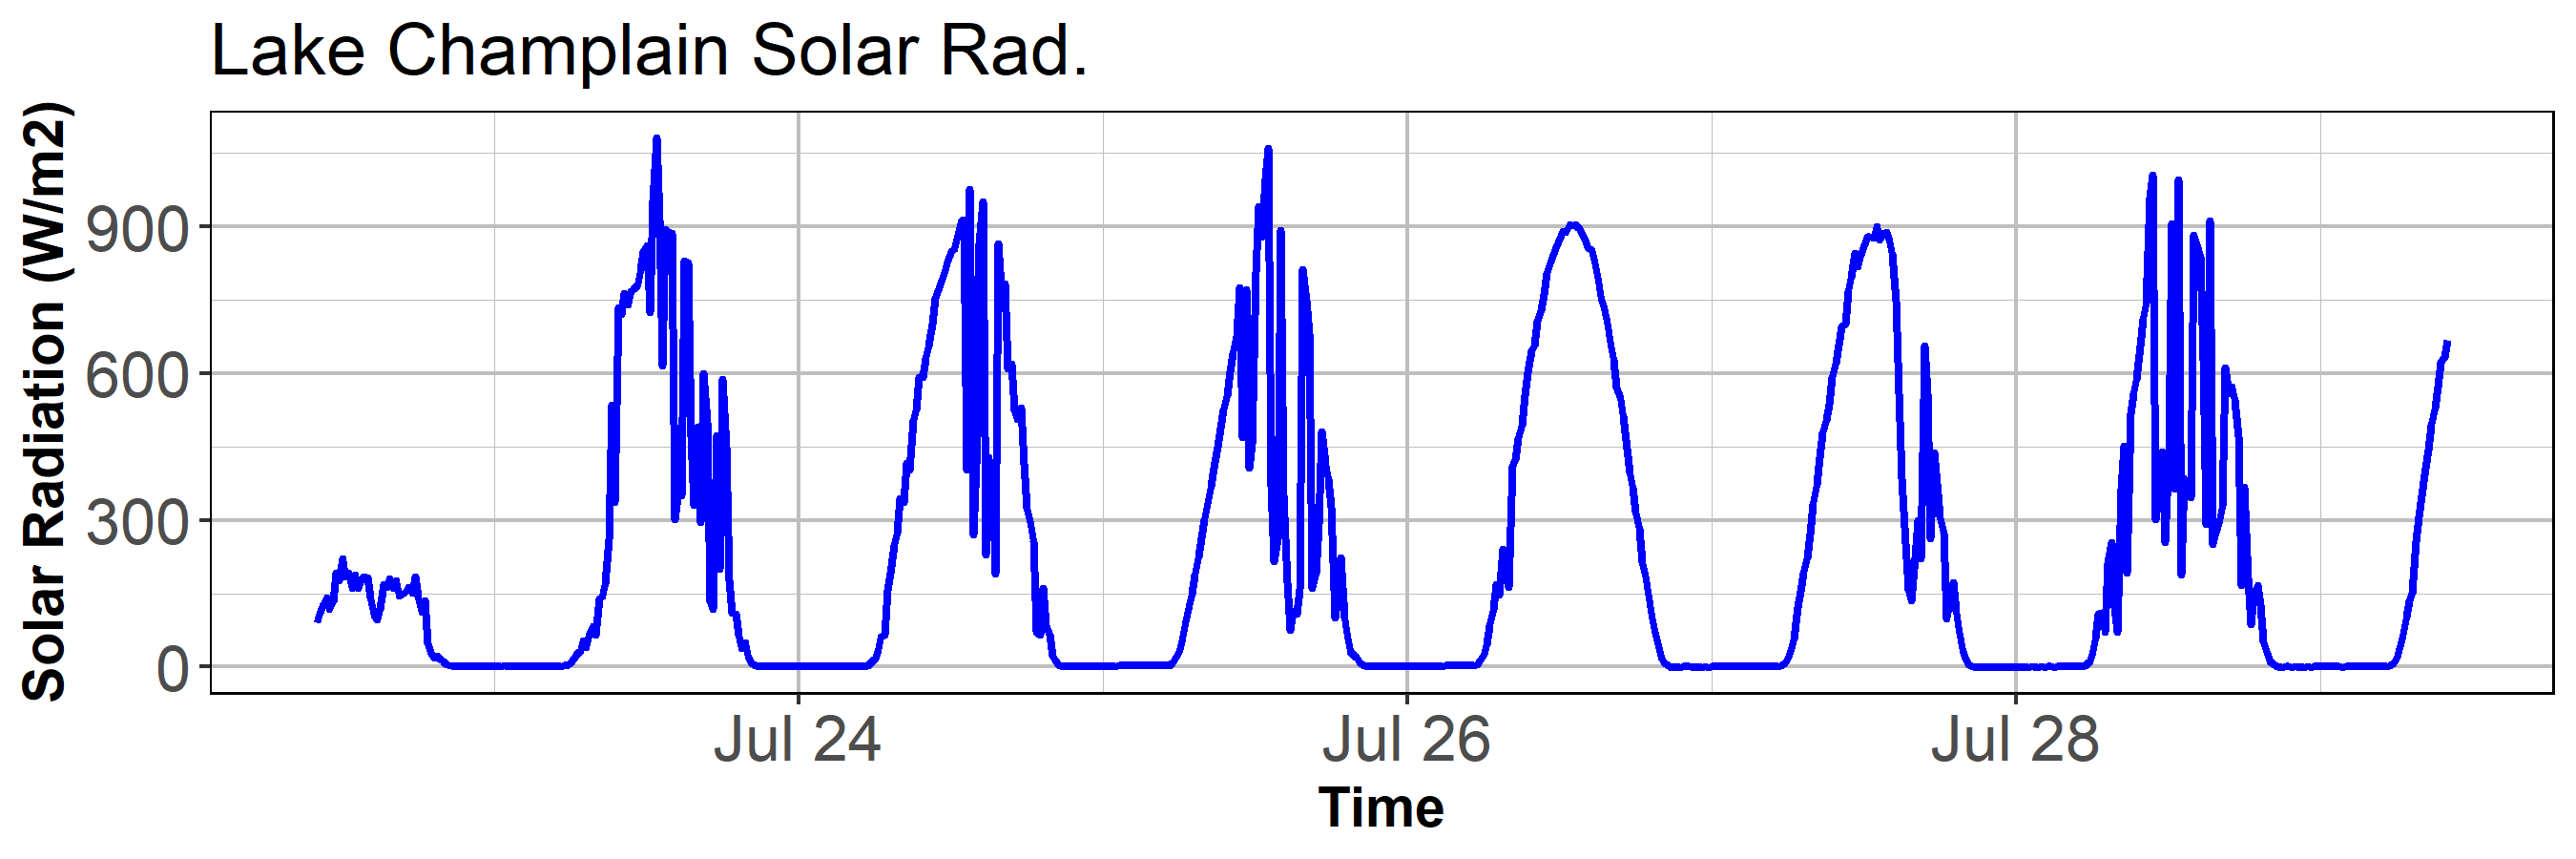 Lake Champlain Solar Rad.
Solar Radiation (W/m2)
900
600
300
0
Jul 24 Jul 26 Jul 28
Time